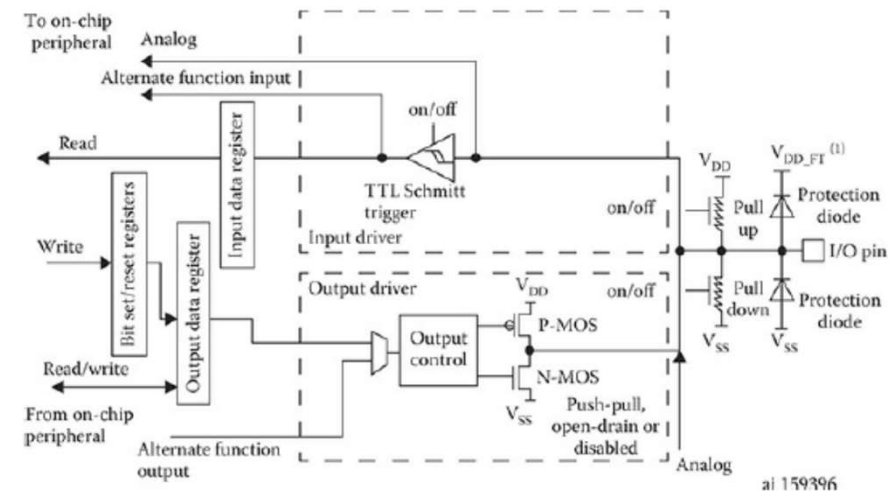 To on-chip
peripheral
Analog
Alternate function input
on/off
Read
Input data register
TTL Schmitt
trigger
on/off
Input driver
V_DD
V_DD_FT (1)
Pull
up
Protection
diode
I/O pin
Bit set/reset registers
Write
Output data register
Output driver
V_DD
on/off
Pull
down
Protection
diode
P-MOS
Output
control
V_SS
V_SS
Read/write
N-MOS
V_SS
Push-pull,
open-drain or
disabled
From on-chip
peripheral
Alternate function
output
Analog
ai 159396